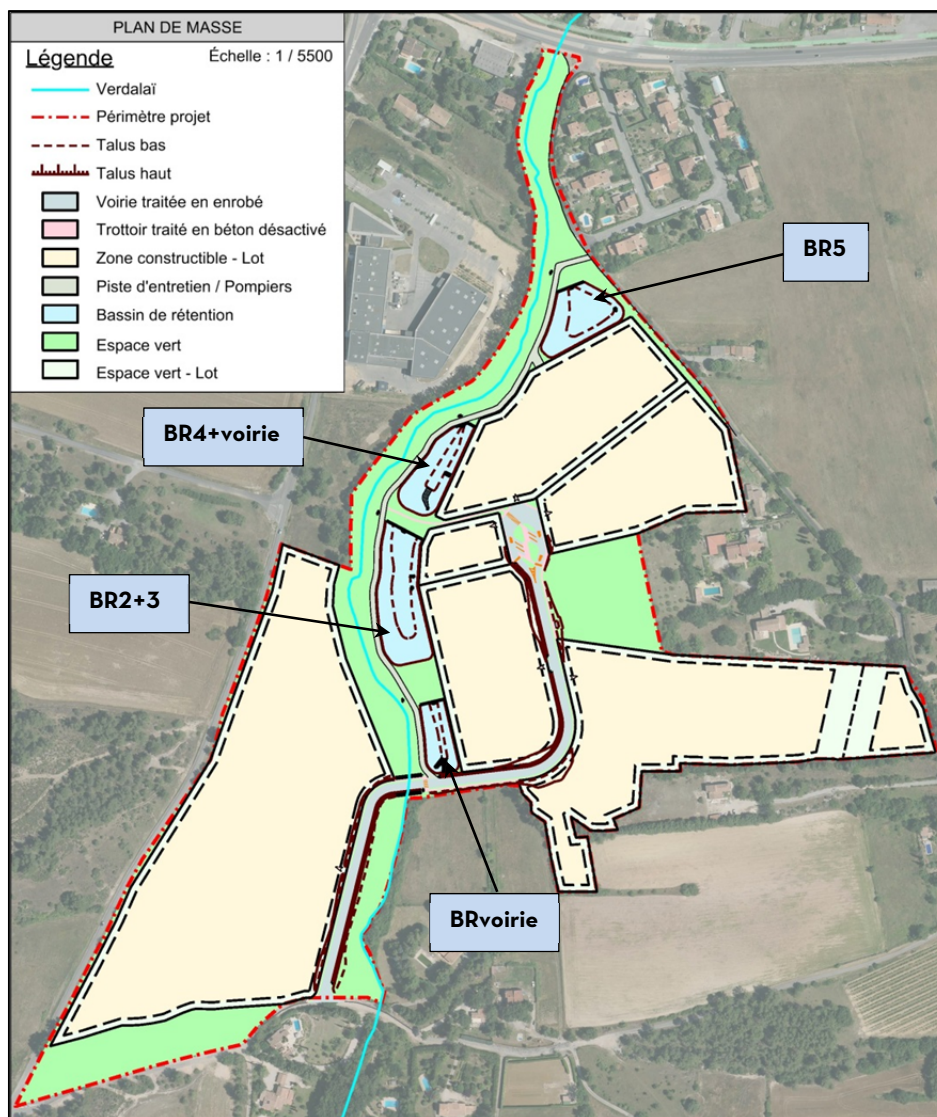 PLAN DE MASSE
Légende
Échelle : 1 / 5500
Verdalaï
Périmètre projet
Talus bas
Talus haut
Voirie traitée en enrobé
Trottoir traité en béton désactivé
Zone constructible - Lot
Piste d'entretien / Pompiers
Bassin de rétention
Espace vert
Espace vert - Lot
BR5
BR4+voirie
BR2+3
BRvoirie